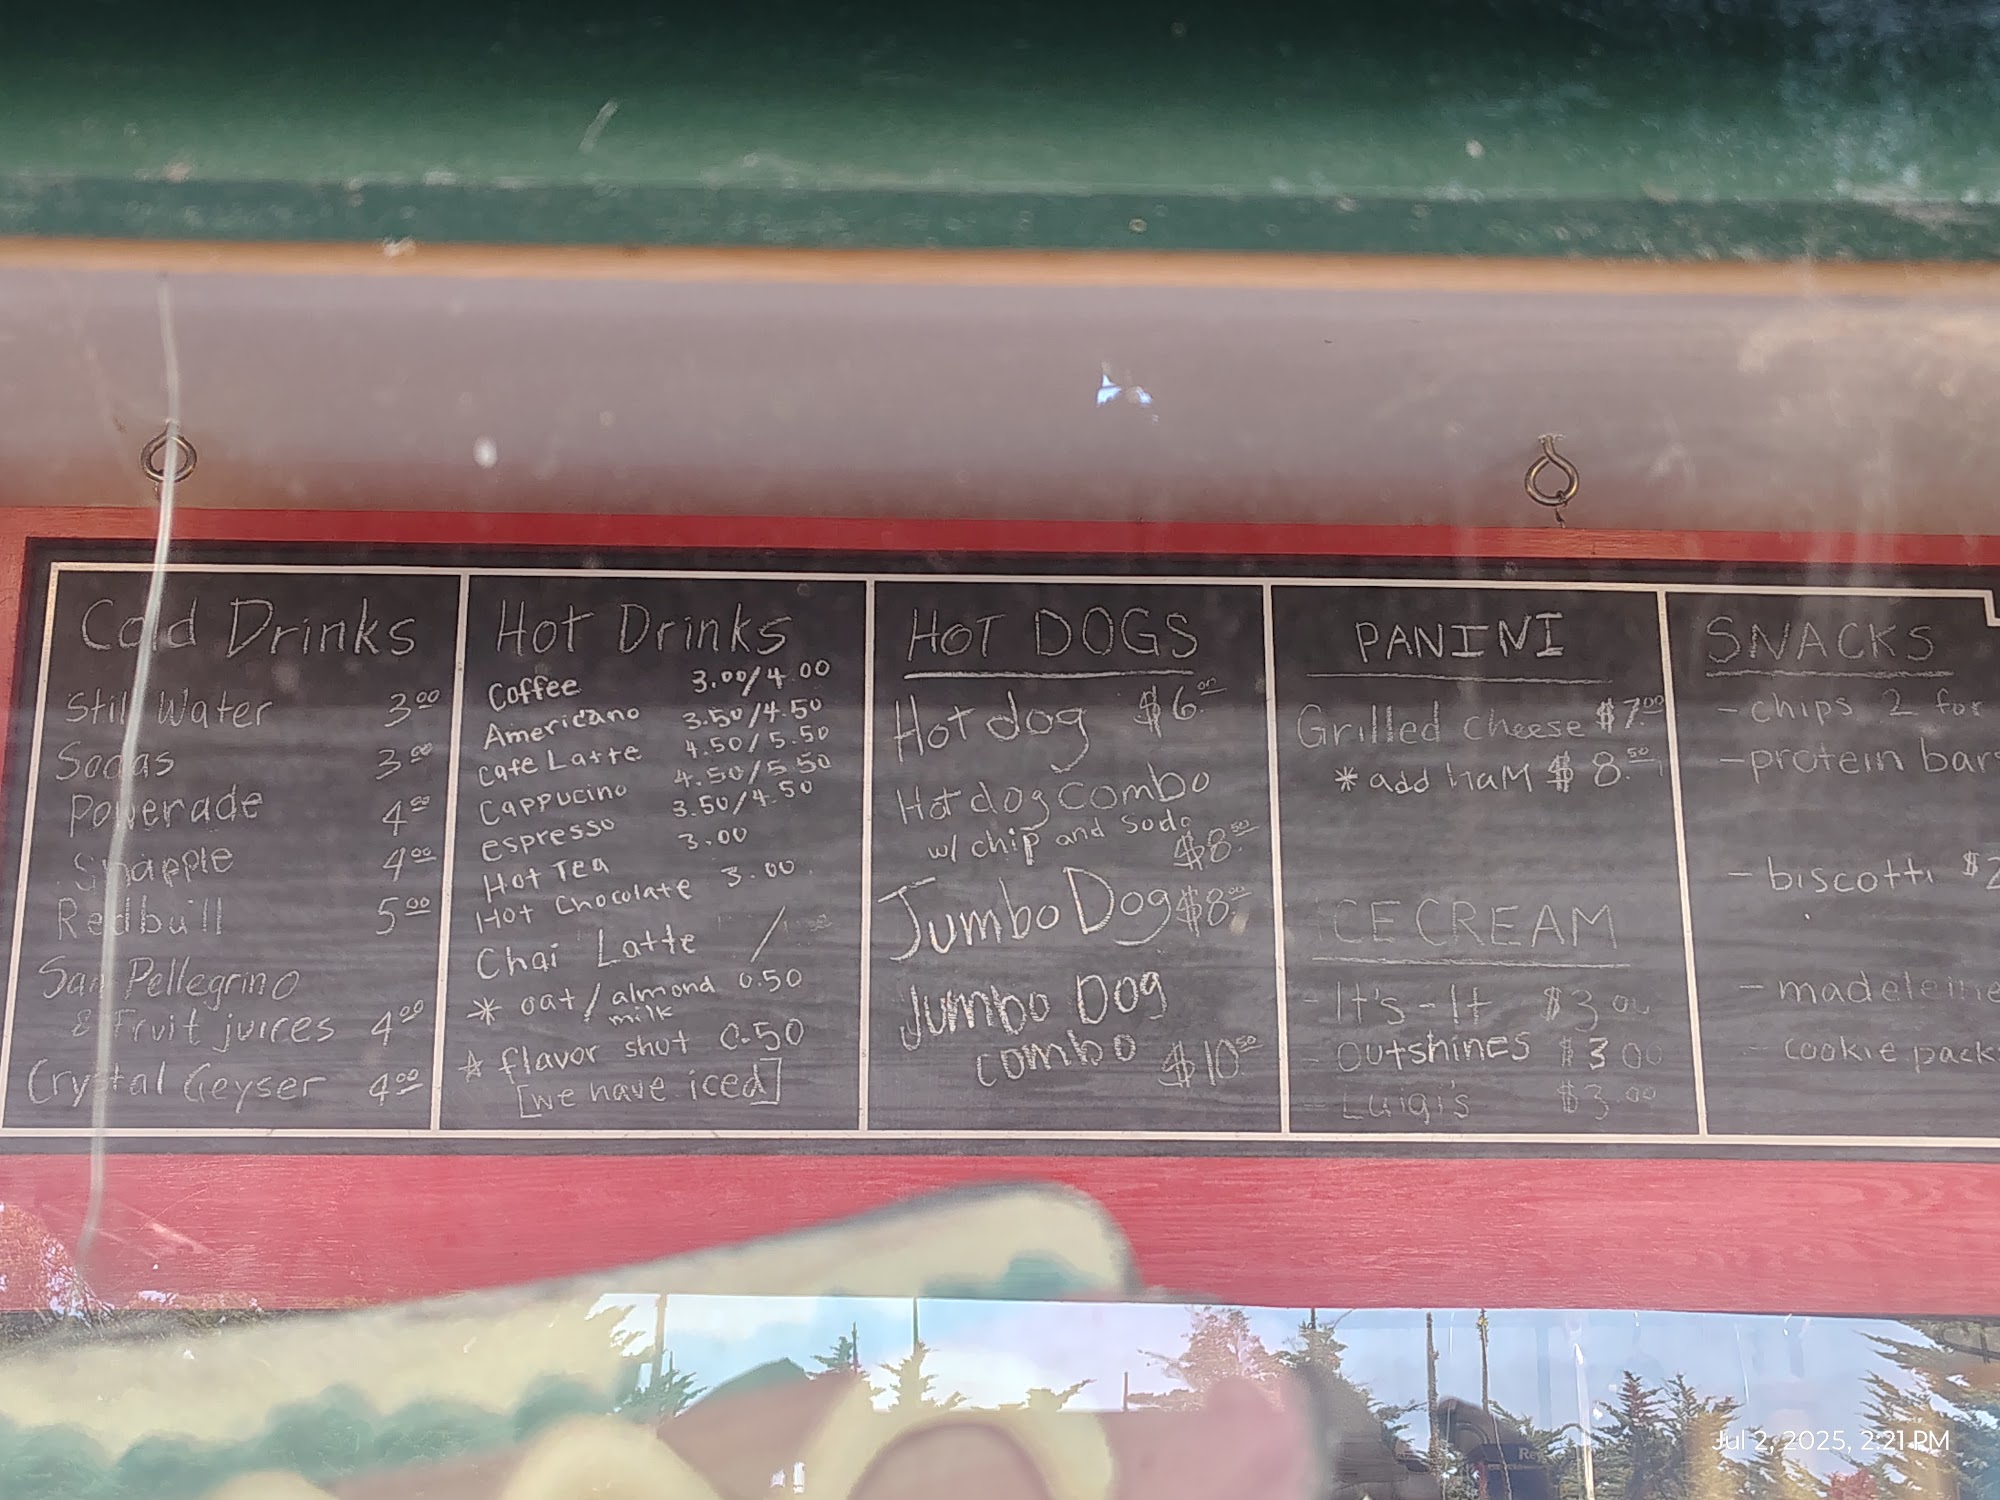 Cold Drinks
Still Water 3.00
Sodas 3.00
Powerade 4.00
Snapple 4.00
Redbull 5.00
San Pellegrino
& Fruit juices 4.00
Crystal Geyser 4.00
Hot Drinks
Coffee 3.00/4.00
Americano 3.50/4.50
Cafe Latte 4.50/5.50
Cappucino 4.50/5.50
espresso 3.50/4.50
Hot Tea 3.00
Hot Chocolate 3.00
Chai Latte /
* oat/almond 0.50
milk
* flavor shot 0.50
[we have iced]
HOT DOGS
Hot dog $6.00
Hot dog combo
w/ chip and soda
$8.50
Jumbo Dog $8.00
Jumbo Dog
combo $10.50
PANINI
Grilled cheese $7.00
* add ham $8.50
ICE CREAM
- It's-It $3.00
- Outshines $3.00
- Luigi's $3.00
SNACKS
- chips 2 for
- protein bars
- biscotti $2
- madeleine
- cookie pack
Jul 2, 2025, 2:21 PM